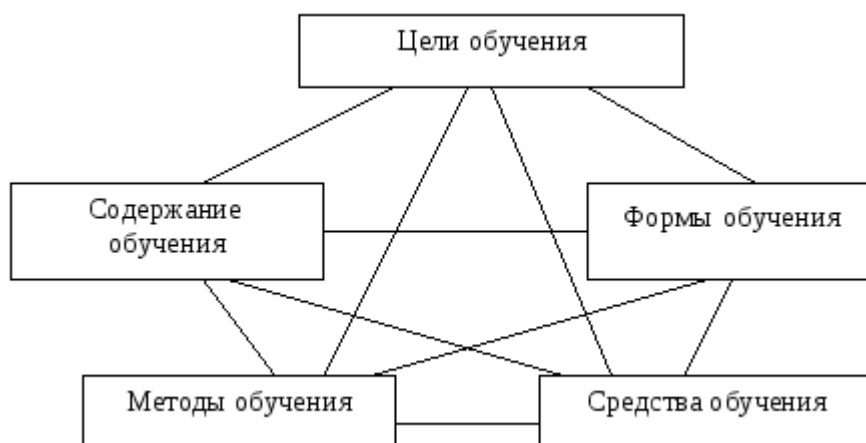 Цели обучения
Содержание
обучения
Формы обучения
Методы обучения
Средства обучения